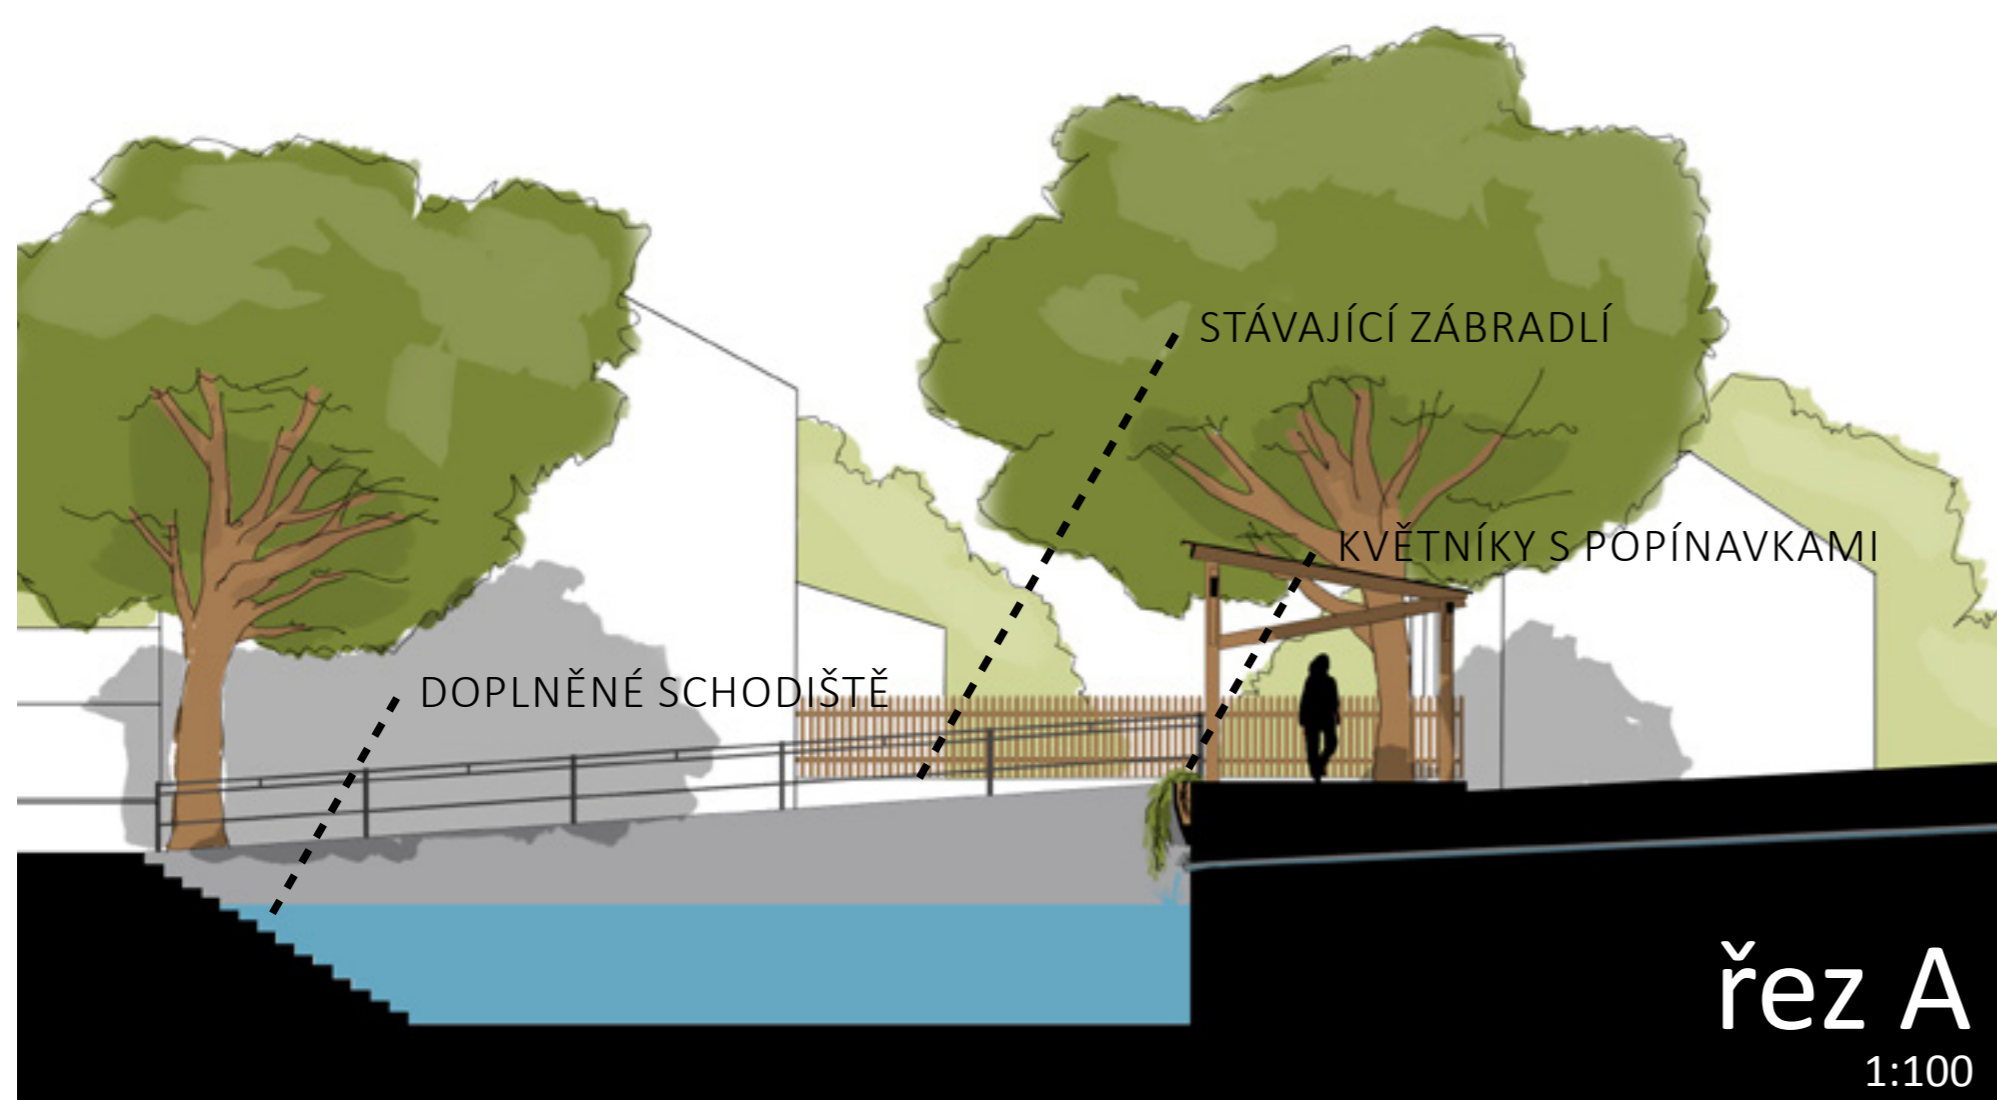 STÁVAJÍCÍ ZÁBRADLÍ
KVĚTNÍKY S POPÍNAVKAMI
DOPLNĚNÉ SCHODIŠTĚ
řez A
1:100